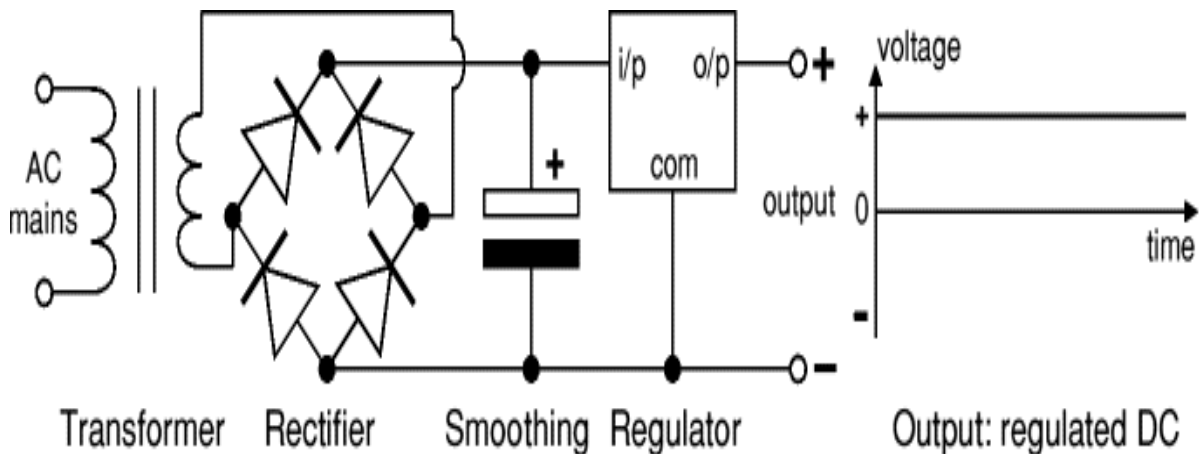 AC
mains
i/p
o/p
com
+
+
−
voltage
+
output
0
-
time
Transformer
Rectifier
Smoothing
Regulator
Output: regulated DC